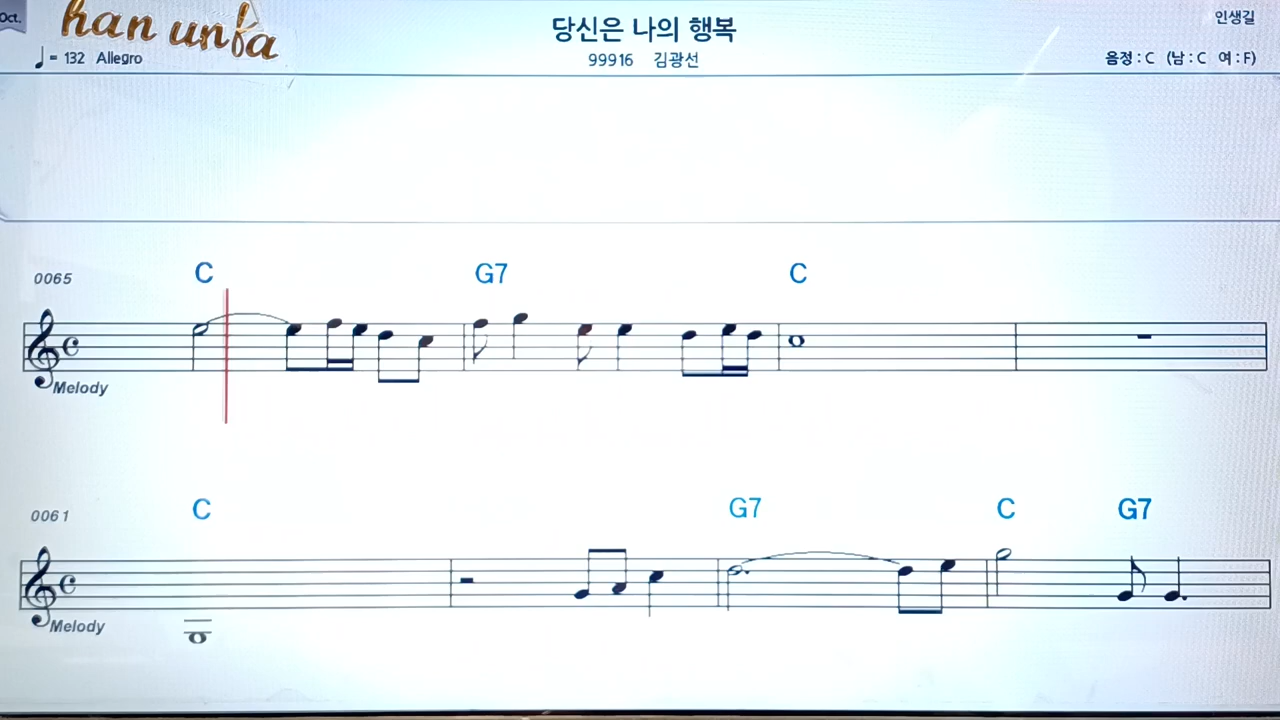 Oct.
han unfa
당신은 나의 행복
인생길
= 132 Allegro
99916 김광선
음정 : C (남 : C 여 : F)
0065
C G7 C
Melody
0061
C G7 C G7
Melody